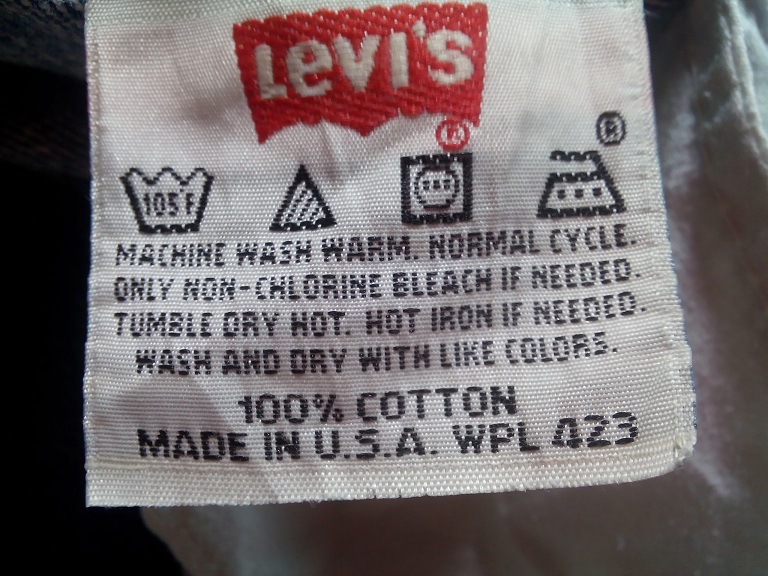 LEVI'S
®
105F
MACHINE WASH WARM. NORMAL CYCLE.
ONLY NON-CHLORINE BLEACH IF NEEDED.
TUMBLE DRY HOT. HOT IRON IF NEEDED.
WASH AND DRY WITH LIKE COLORS.
100% COTTON
MADE IN U.S.A. WPL 423